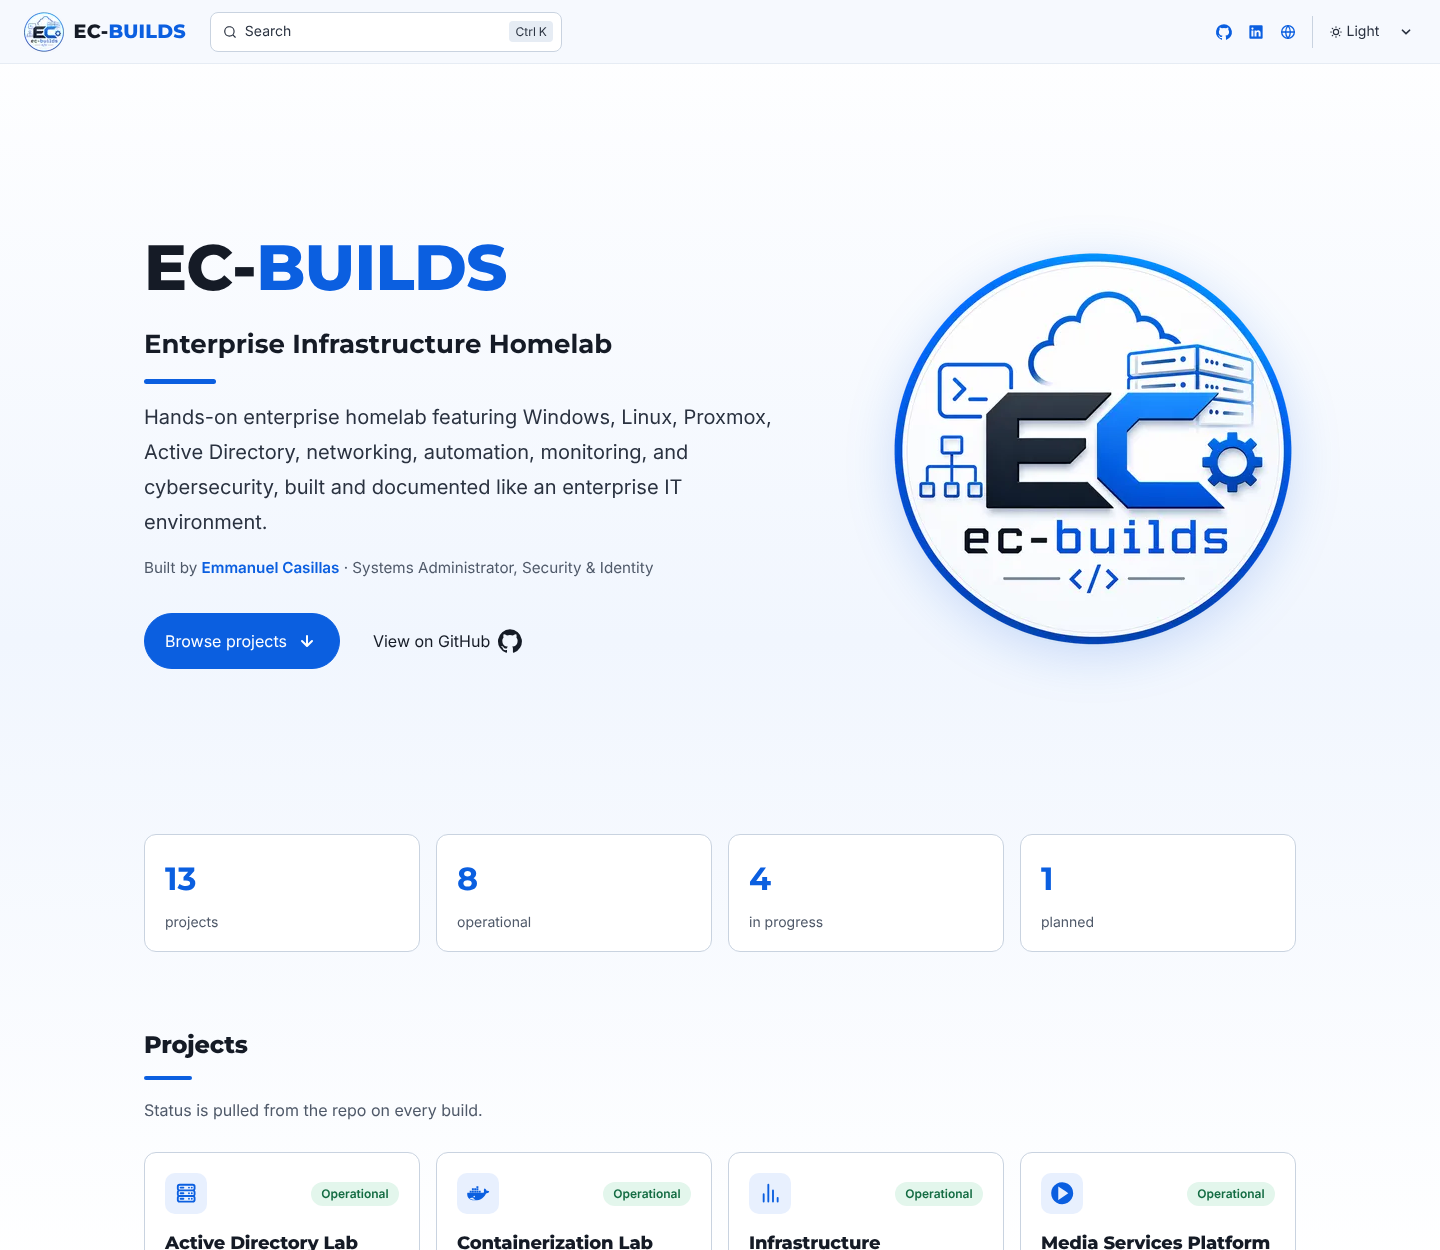 EC-BUILDS
Search
Ctrl K
Light
EC-BUILDS
Enterprise Infrastructure Homelab
Hands-on enterprise homelab featuring Windows, Linux, Proxmox,
Active Directory, networking, automation, monitoring, and
cybersecurity, built and documented like an enterprise IT
environment.
Built by Emmanuel Casillas · Systems Administrator, Security & Identity
Browse projects
View on GitHub
EC
ec-builds
</>
13
projects
8
operational
4
in progress
1
planned
Projects
Status is pulled from the repo on every build.
Operational
Active Directory Lab
Operational
Containerization Lab
Operational
Infrastructure
Operational
Media Services Platform